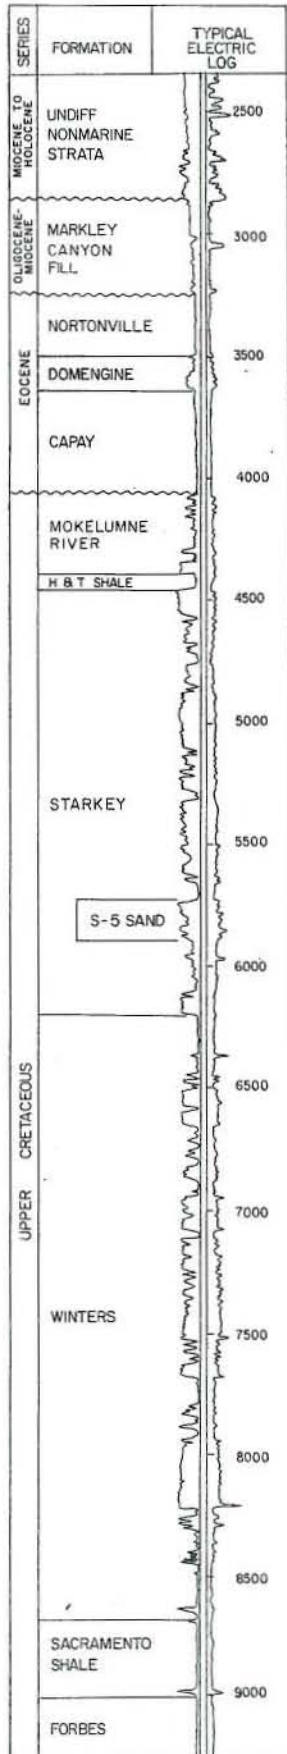 SERIES
FORMATION
TYPICAL
ELECTRIC
LOG
MIOCENE TO
HOLOCENE
UNDIFF
NONMARINE
STRATA
2500
OLIGOCENE-
MIOCENE
MARKLEY
CANYON
FILL
3000
EOCENE
NORTONVILLE
3500
DOMENGINE
CAPAY
4000
UPPER CRETACEOUS
MOKELUMNE
RIVER
H & T SHALE
4500
STARKEY
5000
5500
S-5 SAND
6000
6500
7000
WINTERS
7500
8000
8500
SACRAMENTO
SHALE
9000
FORBES